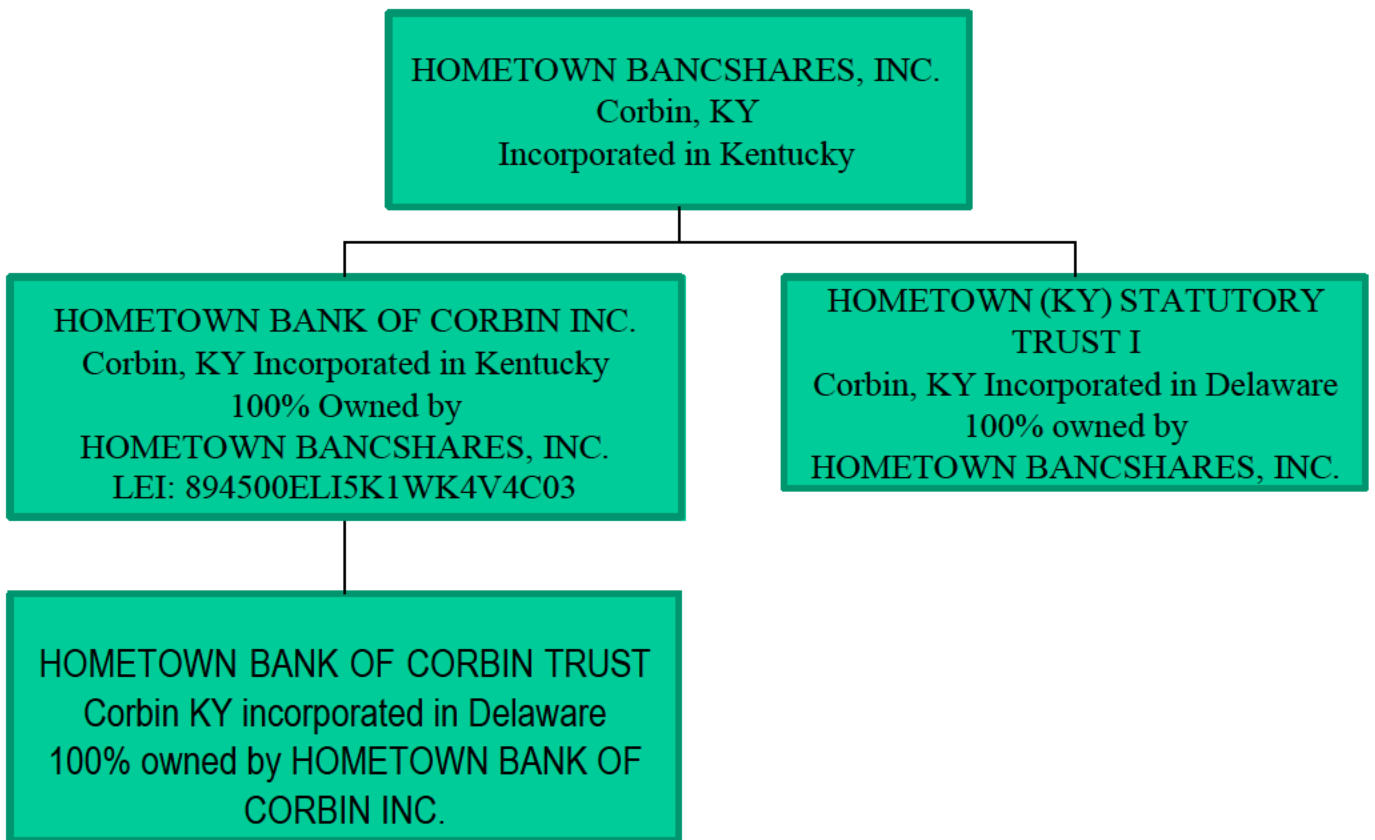 HOMETOWN BANCSHARES, INC.
Corbin, KY
Incorporated in Kentucky
HOMETOWN BANK OF CORBIN INC.
Corbin, KY Incorporated in Kentucky
100% Owned by
HOMETOWN BANCSHARES, INC.
LEI: 894500ELI5K1WK4V4C03
HOMETOWN (KY) STATUTORY
TRUST I
Corbin, KY Incorporated in Delaware
100% owned by
HOMETOWN BANCSHARES, INC.
HOMETOWN BANK OF CORBIN TRUST
Corbin KY incorporated in Delaware
100% owned by HOMETOWN BANK OF
CORBIN INC.